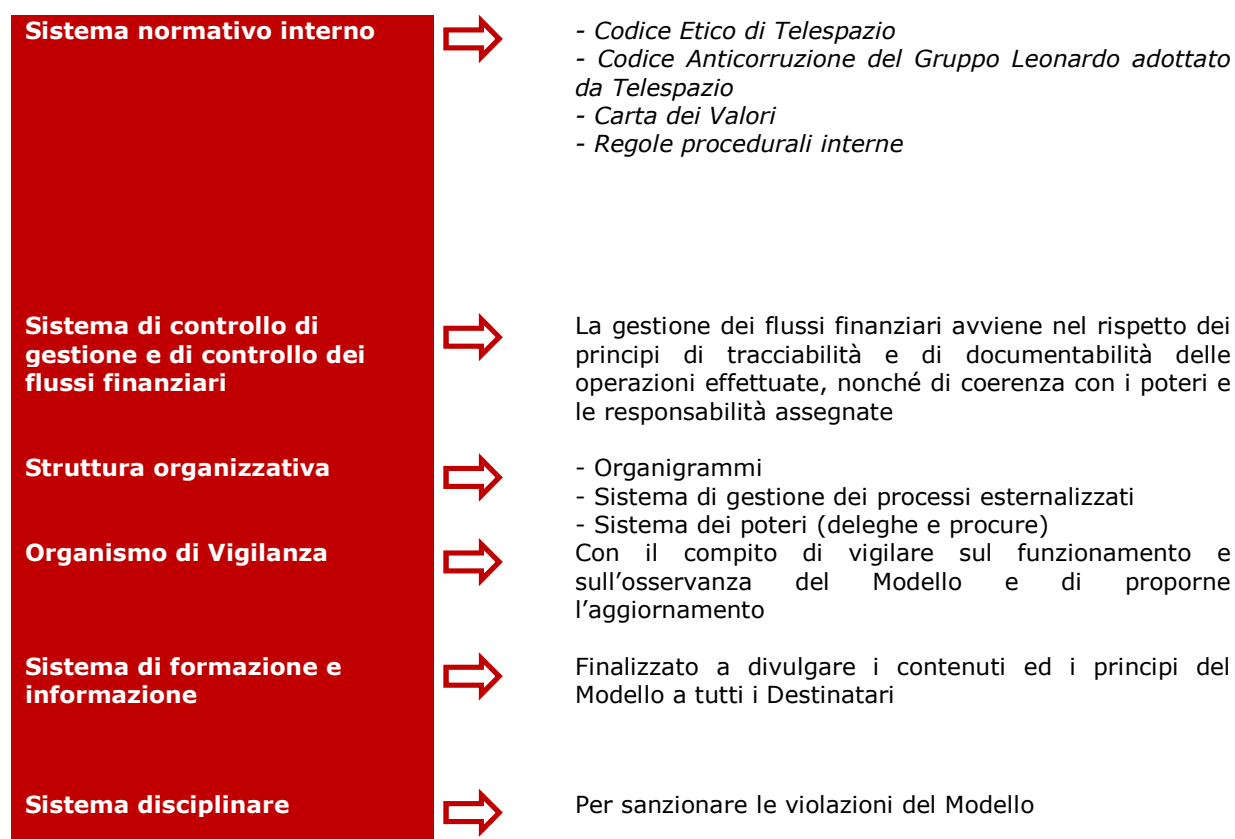 Sistema normativo interno
- Codice Etico di Telespazio
- Codice Anticorruzione del Gruppo Leonardo adottato
da Telespazio
- Carta dei Valori
- Regole procedurali interne
Sistema di controllo di
gestione e di controllo dei
flussi finanziari
La gestione dei flussi finanziari avviene nel rispetto dei
principi di tracciabilità e di documentabilità delle
operazioni effettuate, nonché di coerenza con i poteri e
le responsabilità assegnate
Struttura organizzativa
- Organigrammi
- Sistema di gestione dei processi esternalizzati
- Sistema dei poteri (deleghe e procure)
Organismo di Vigilanza
Con il compito di vigilare sul funzionamento e
sull’osservanza del Modello e di proporne
l’aggiornamento
Sistema di formazione e
informazione
Finalizzato a divulgare i contenuti ed i principi del
Modello a tutti i Destinatari
Sistema disciplinare
Per sanzionare le violazioni del Modello